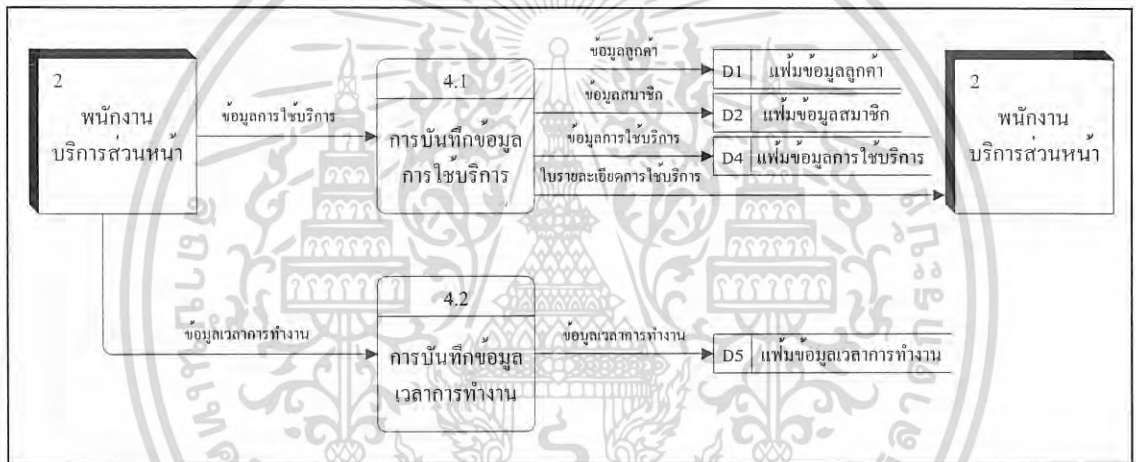 2
พนักงาน
บริการส่วนหน้า
ข้อมูลการใช้บริการ
4.1
การบันทึกข้อมูล
การใช้บริการ
ข้อมูลลูกค้า
D1 แฟ้มข้อมูลลูกค้า
ข้อมูลสมาชิก
D2 แฟ้มข้อมูลสมาชิก
ข้อมูลการใช้บริการ
D4 แฟ้มข้อมูลการใช้บริการ
ใบรายละเอียดการใช้บริการ
2
พนักงาน
บริการส่วนหน้า
ข้อมูลเวลาการทำงาน
4.2
การบันทึกข้อมูล
เวลาการทำงาน
ข้อมูลเวลาการทำงาน
D5 แฟ้มข้อมูลเวลาการทำงาน